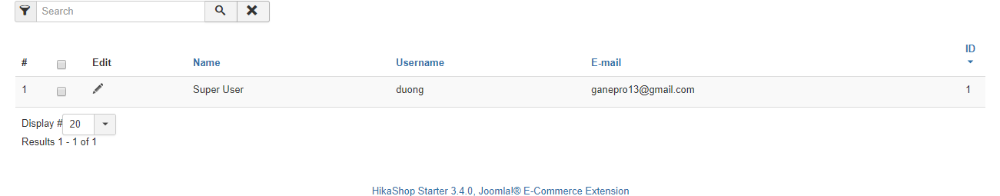 Search
# Edit Name Username E-mail ID
1 Super User duong ganepro13@gmail.com 1
Display # 20
Results 1 - 1 of 1
HikaShop Starter 3.4.0, Joomla!® E-Commerce Extension